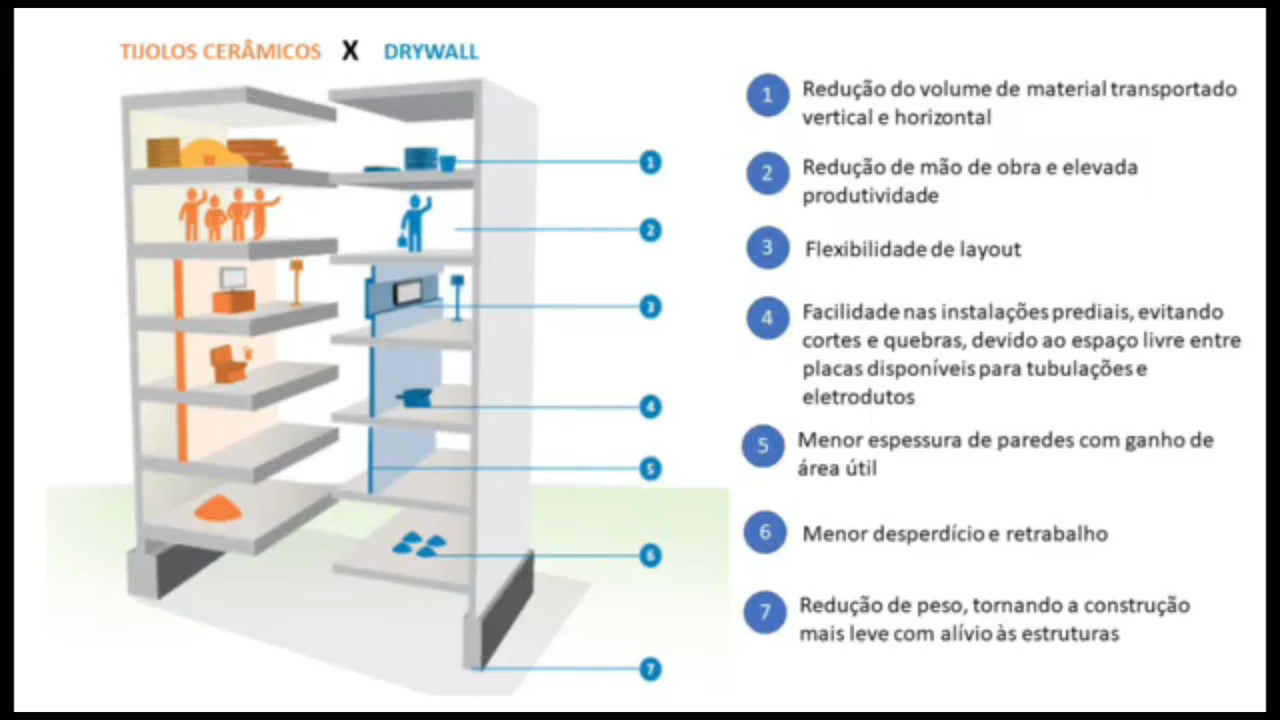 TIJOLOS CERÂMICOS X DRYWALL
1 Redução do volume de material transportado
vertical e horizontal
2 Redução de mão de obra e elevada
produtividade
3 Flexibilidade de layout
4 Facilidade nas instalações prediais, evitando
cortes e quebras, devido ao espaço livre entre
placas disponíveis para tubulações e
eletrodutos
5 Menor espessura de paredes com ganho de
área útil
6 Menor desperdício e retrabalho
7 Redução de peso, tornando a construção
mais leve com alívio às estruturas
1
2
3
4
5
6
7